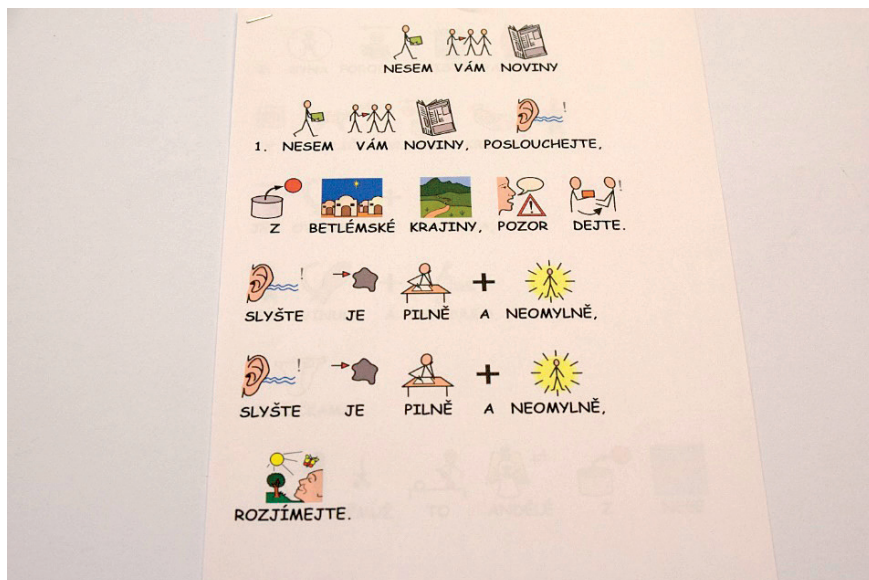 NESEM VÁM NOVINY
1. NESEM VÁM NOVINY, POSLOUCHEJTE,
Z BETLÉMSKÉ KRAJINY, POZOR DEJTE.
SLYŠTE JE PILNĚ A NEOMYLNĚ,
SLYŠTE JE PILNĚ A NEOMYLNĚ,
ROZJÍMEJTE.